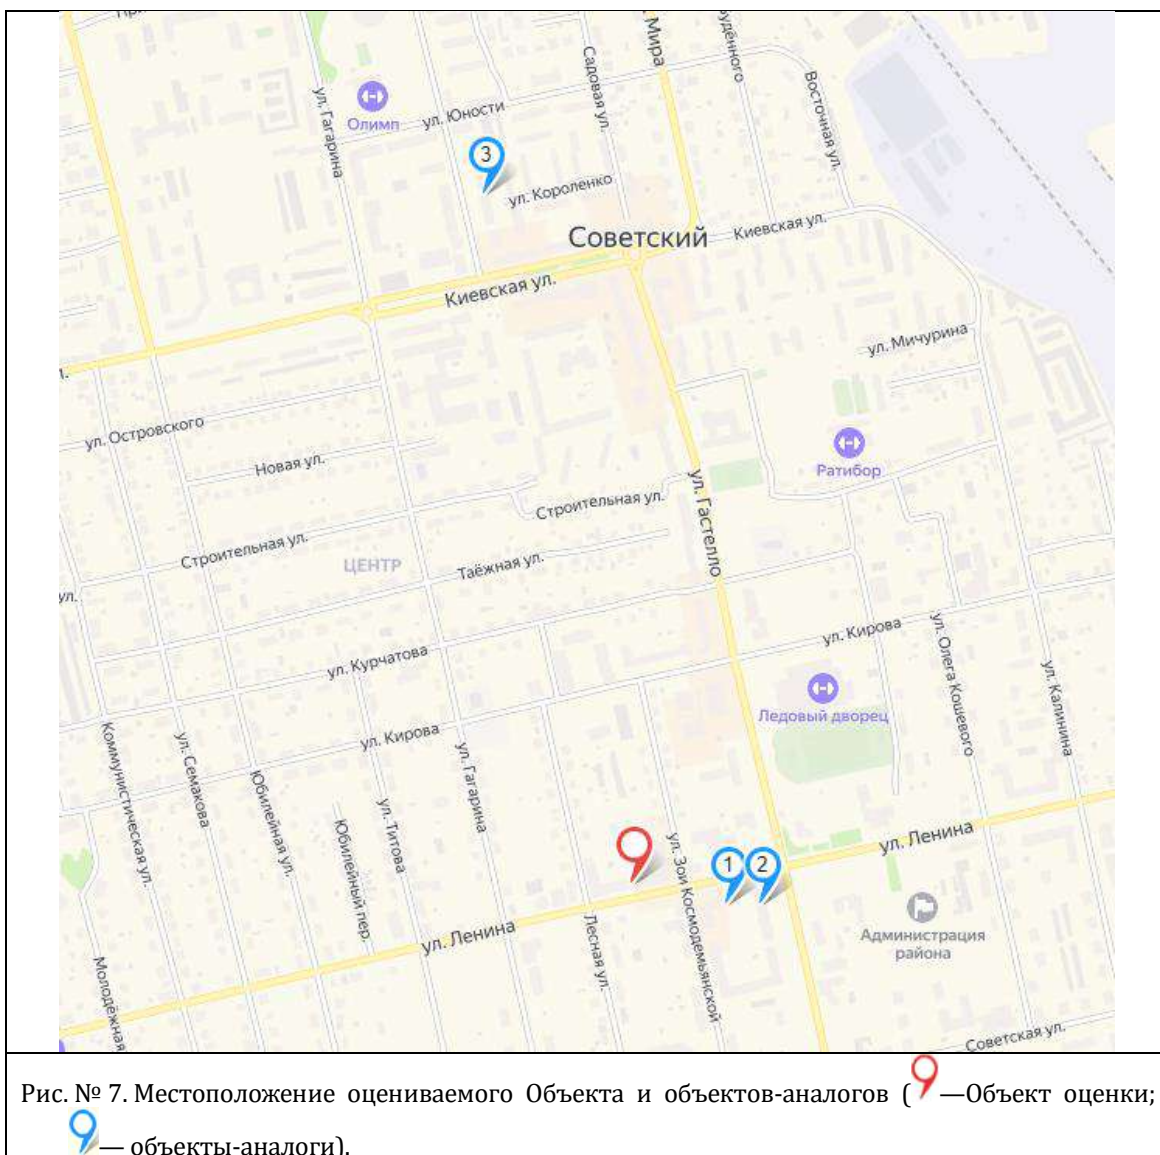 Мира
Садовая ул.
Восточная ул.
ул. Гагарина
Олимп
ул. Юности
3
ул. Короленко
Советский
Киевская ул.
Киевская ул.
ул. Мичурина
ул. Островского
Новая ул.
Ратибор
ул. Гастелло
Строительная ул.
Строительная ул.
ЦЕНТР
Таёжная ул.
ул.
ул. Кирова
ул. Олега Кошевого
ул. Курчатова
ул. Калинина
Ледовый дворец
Коммунистическая ул.
ул. Семакова
ул. Кирова
ул. Гагарина
Юбилейная ул.
ул. Титова
Юбилейный пер.
ул. Ленина
ул. Зои Космодемьянской
1
2
Администрация
района
ул. Ленина
Лесная ул.
Молодёжная
Советская ул.
Рис. № 7. Местоположение оцениваемого Объекта и объектов-аналогов ( —Объект оценки;
— объекты-аналоги).